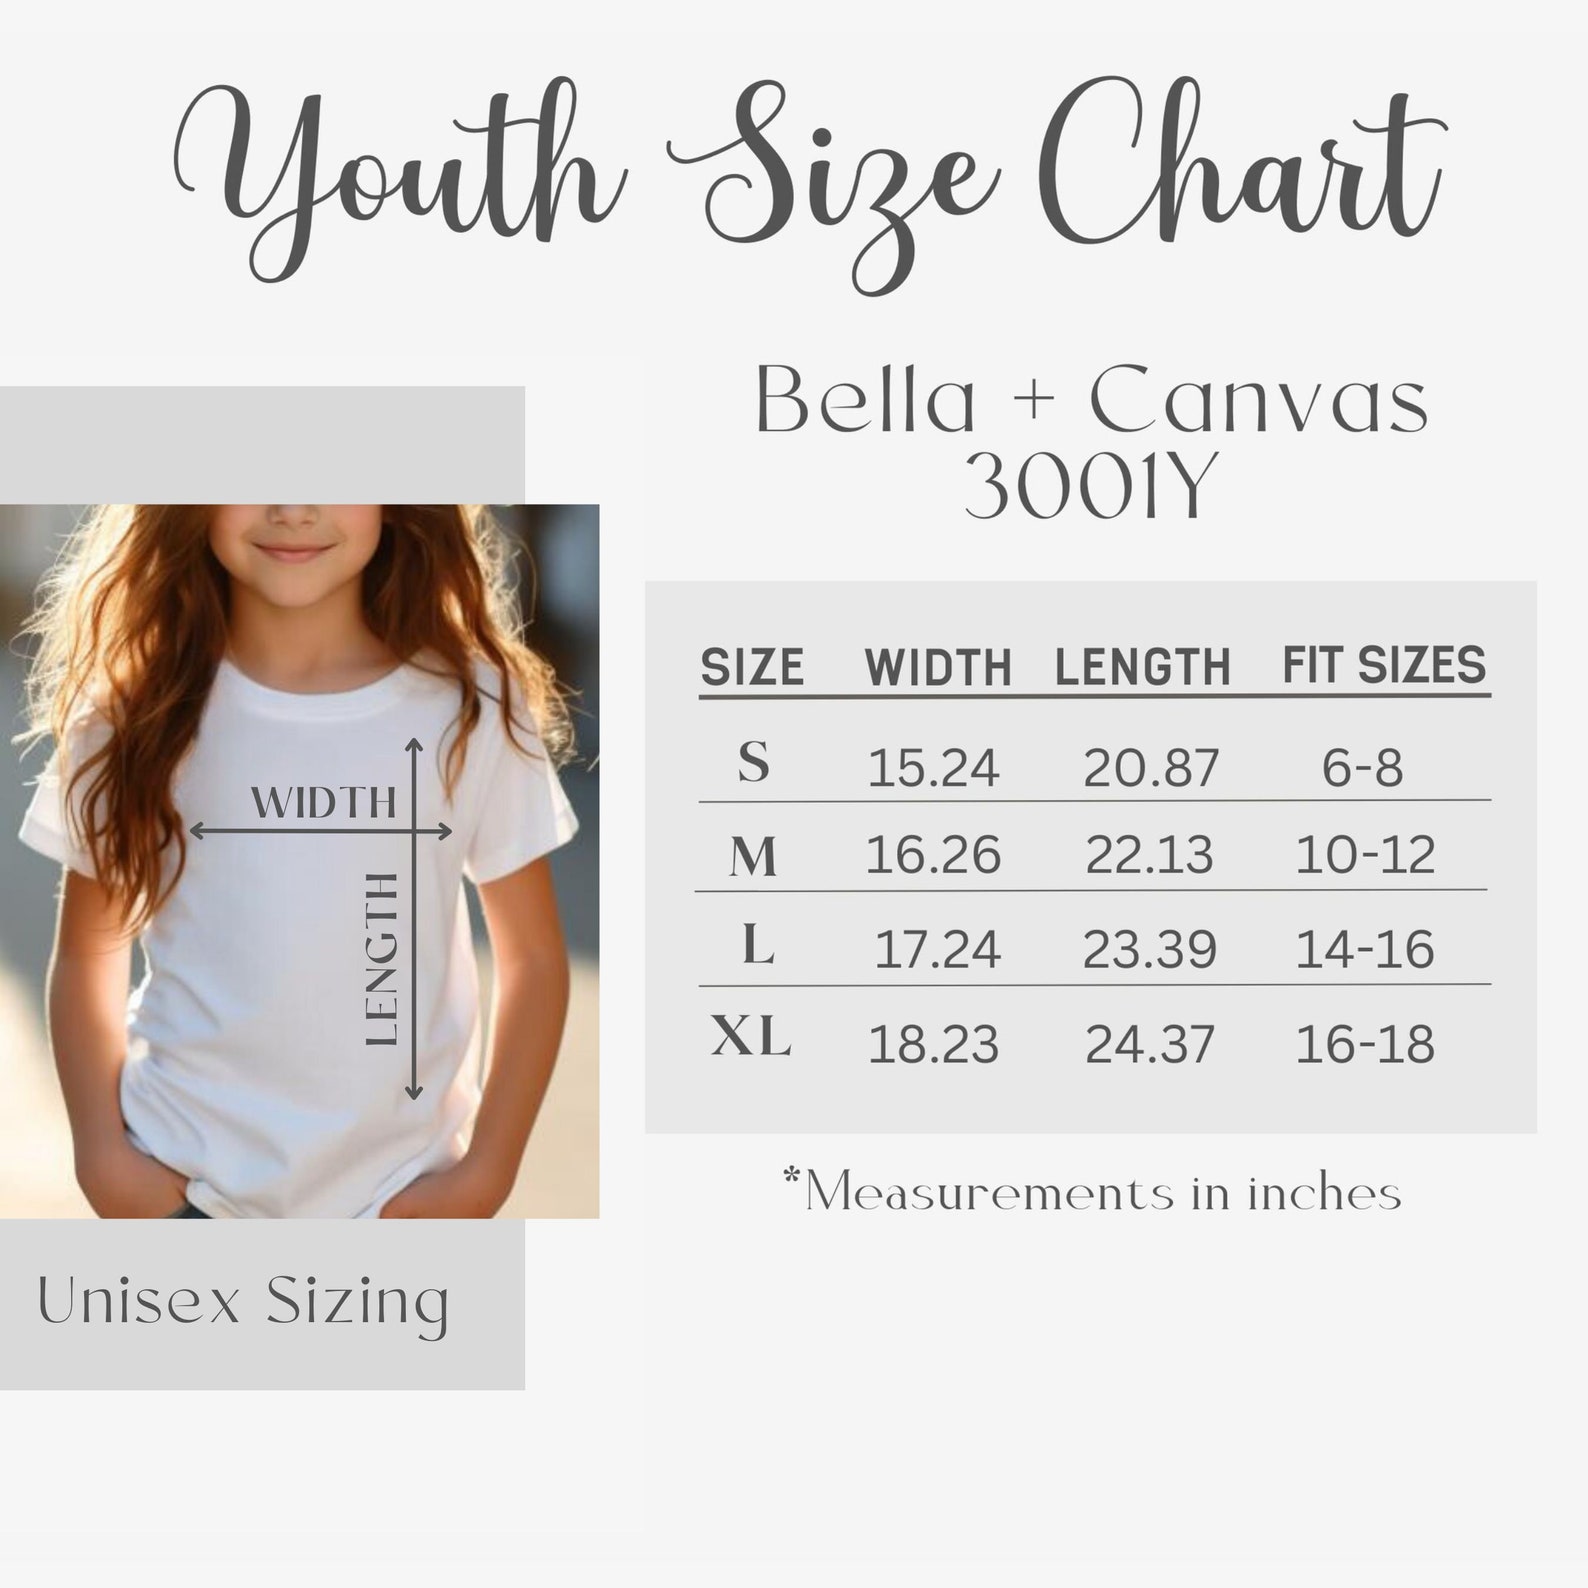 Youth Size Chart
Bella + Canvas
3001Y
SIZE WIDTH LENGTH FIT SIZES
S 15.24 20.87 6-8
M 16.26 22.13 10-12
L 17.24 23.39 14-16
XL 18.23 24.37 16-18
*Measurements in inches
WIDTH
LENGTH
Unisex Sizing